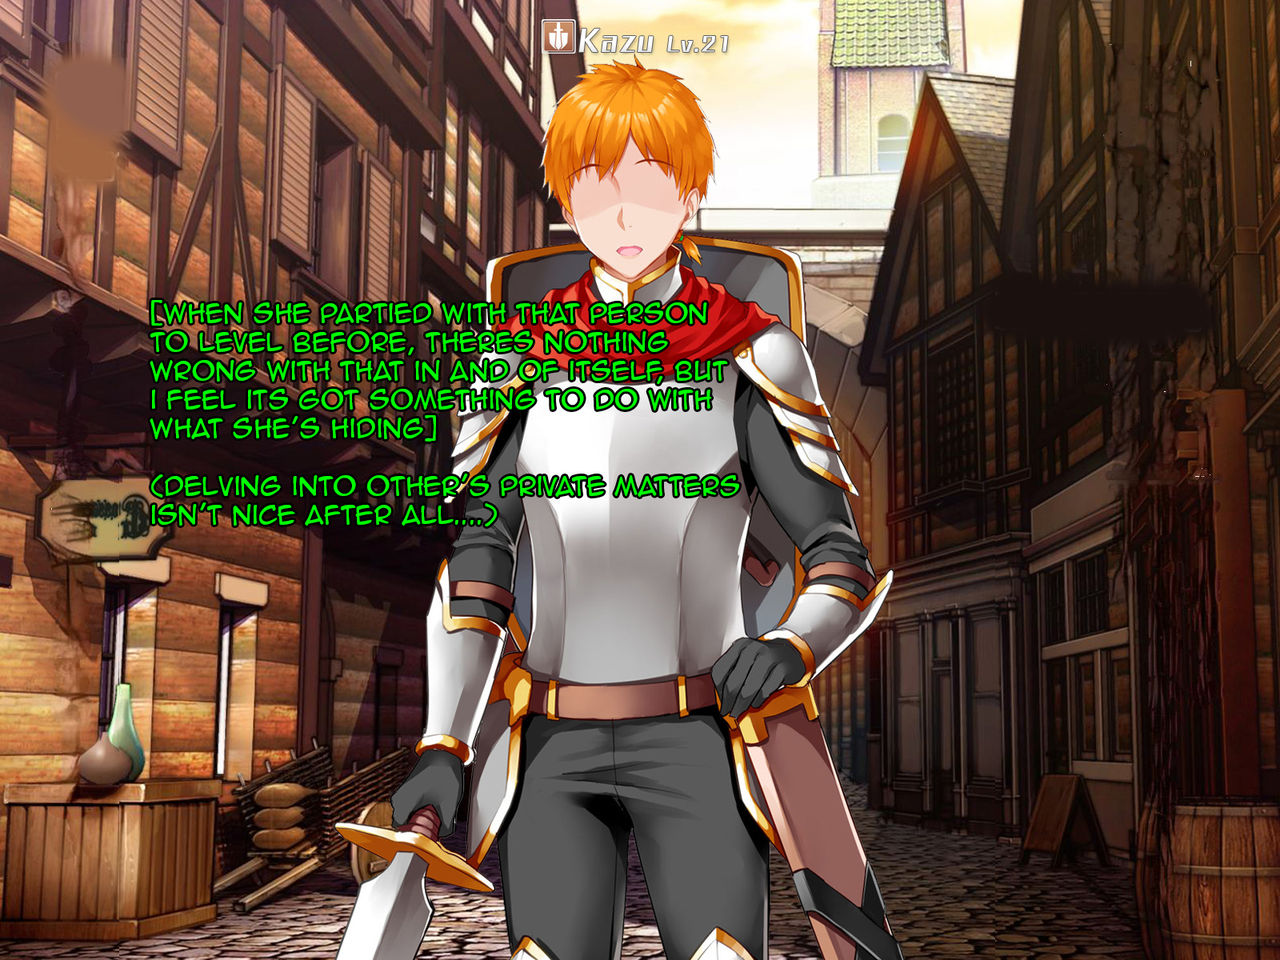 Kazu Lv.21
[WHEN SHE PARTIED WITH THAT PERSON
TO LEVEL BEFORE, THERES NOTHING
WRONG WITH THAT IN AND OF ITSELF, BUT
I FEEL ITS GOT SOMETHING TO DO WITH
WHAT SHE'S HIDING]
(DELVING INTO OTHER'S PRIVATE MATTERS
ISN'T NICE AFTER ALL....)